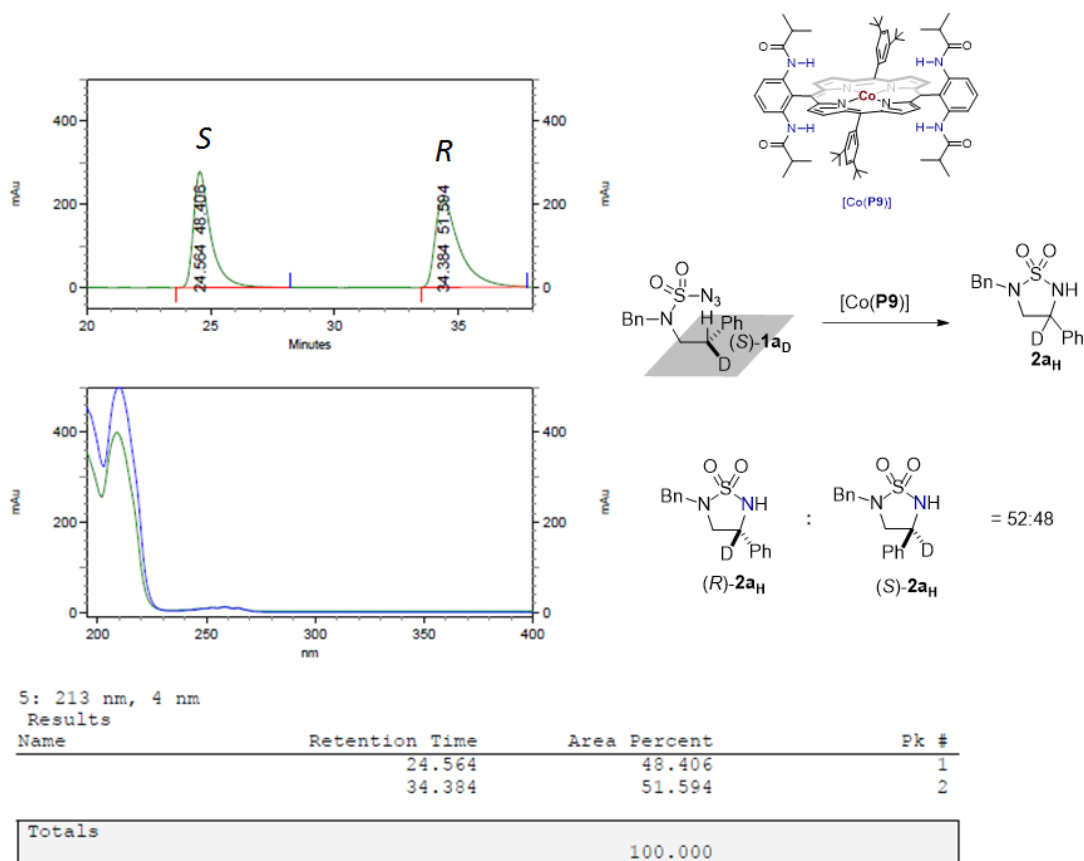 400
200
0
mAu
S
R
24.564 48.406
34.384 51.594
400
200
0
mAu
20
25
30
35
Minutes
400
200
0
mAu
400
200
0
mAu
200
250
300
350
400
nm
O
N-H
N-H
O
Co
N
N
N
N
O
H-N
H-N
O
[Co(P9)]
O
O
S
N3
H
BnN
N
Ph
(S)-1aD
D
[Co(P9)]
O O
S
Bn
N
NH
D
Ph
2aH
O O
S
Bn
N
NH
D
Ph
(R)-2aH
:
O O
S
Bn
N
NH
Ph
D
(S)-2aH
= 52:48
5: 213 nm, 4 nm
Results
Name Retention Time Area Percent Pk #
24.564 48.406 1
34.384 51.594 2
Totals
100.000